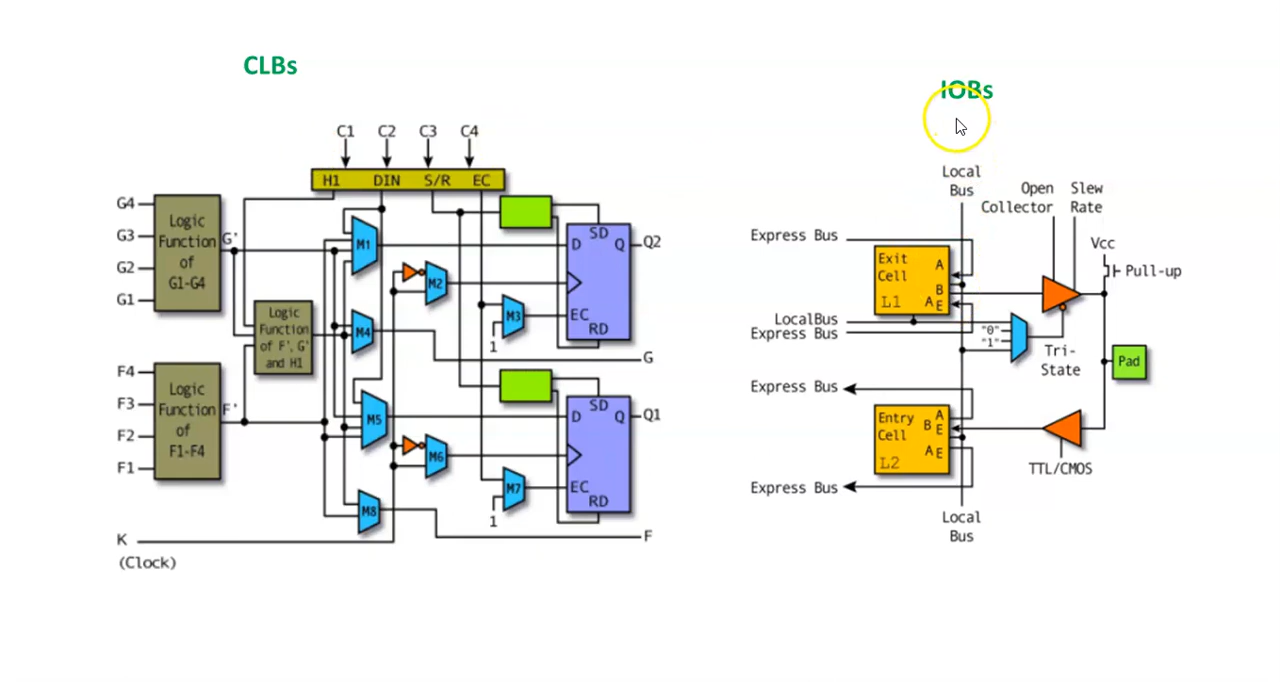 CLBs
IOBs
C1 C2 C3 C4
H1 DIN S/R EC
G4
G3
G2
G1
Logic
Function
of
G1-G4
G'
Logic
Function
of F', G'
and H1
F4
F3
F2
F1
Logic
Function
of
F1-F4
F'
M1
M2
M3
1
M4
M5
M6
M7
1
M8
SD
D Q
EC
RD
Q2
G
SD
D Q
EC
RD
Q1
F
K
(Clock)
Local
Bus
Open
Collector
Slew
Rate
Vcc
Pull-up
Express Bus
Exit
Cell
L1
A
B
A E
LocalBus
Express Bus
"0"
"1"
Tri-
State
Pad
Express Bus
Entry
Cell
L2
A
B E
A E
TTL/CMOS
Express Bus
Local
Bus